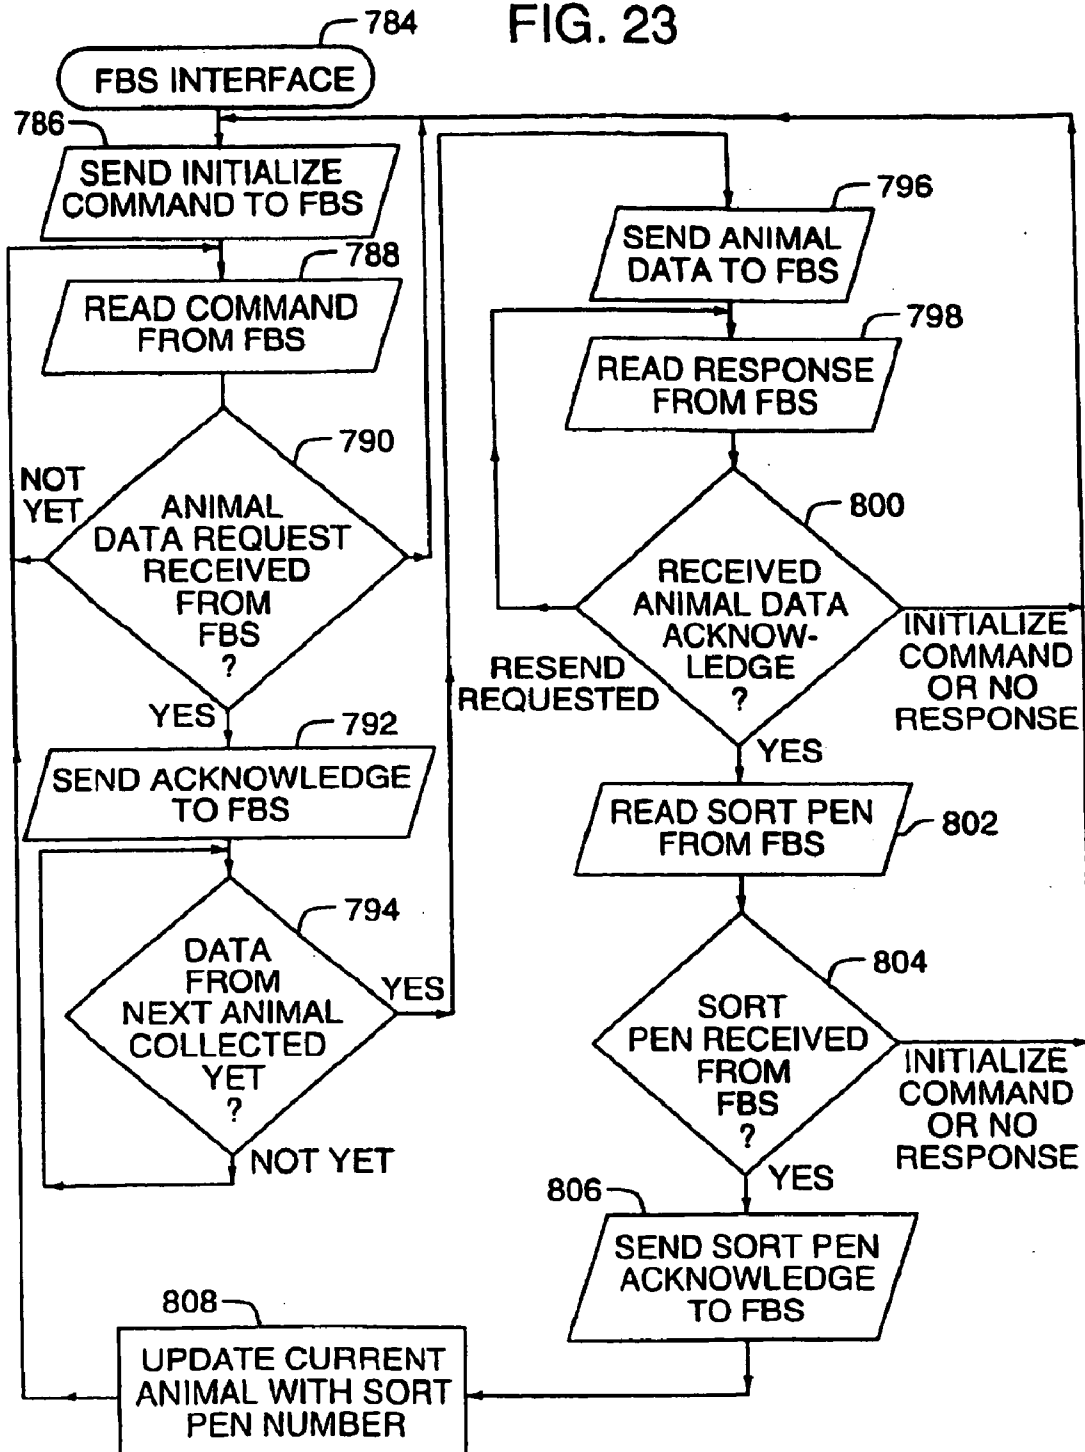 FIG. 23
784
FBS INTERFACE
786
SEND INITIALIZE
COMMAND TO FBS
788
READ COMMAND
FROM FBS
790
NOT
YET
ANIMAL
DATA REQUEST
RECEIVED
FROM
FBS
?
YES
792
SEND ACKNOWLEDGE
TO FBS
794
DATA
FROM
NEXT ANIMAL
COLLECTED
YET
?
YES
NOT YET
796
SEND ANIMAL
DATA TO FBS
798
READ RESPONSE
FROM FBS
800
RECEIVED
ANIMAL DATA
ACKNOW-
LEDGE
?
RESEND
REQUESTED
INITIALIZE
COMMAND
OR NO
RESPONSE
YES
READ SORT PEN
FROM FBS
802
804
SORT
PEN RECEIVED
FROM
FBS
?
INITIALIZE
COMMAND
OR NO
RESPONSE
YES
806
SEND SORT PEN
ACKNOWLEDGE
TO FBS
808
UPDATE CURRENT
ANIMAL WITH SORT
PEN NUMBER